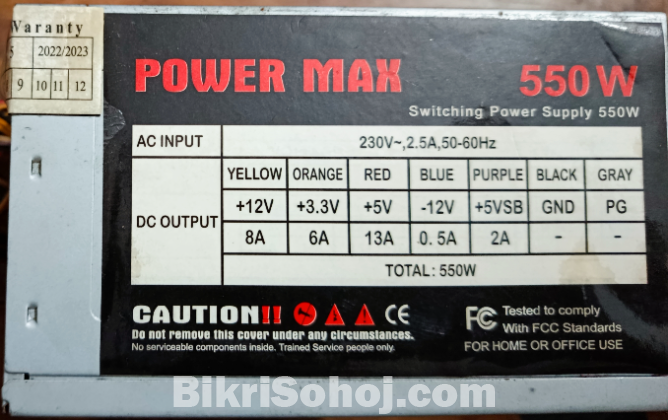 Waranty
5 2022/2023
9 10 11 12
POWER MAX 550W
Switching Power Supply 550W
AC INPUT 230V~,2.5A,50-60Hz
YELLOW ORANGE RED BLUE PURPLE BLACK GRAY
DC OUTPUT
+12V +3.3V +5V -12V +5VSB GND PG
8A 6A 13A 0.5A 2A - -
TOTAL: 550W
CAUTION!! CE
Do not remove this cover under any circumstances.
No serviceable components inside. Trained Service people only.
FC Tested to comply
With FCC Standards
FOR HOME OR OFFICE USE
BikriSohoj.com